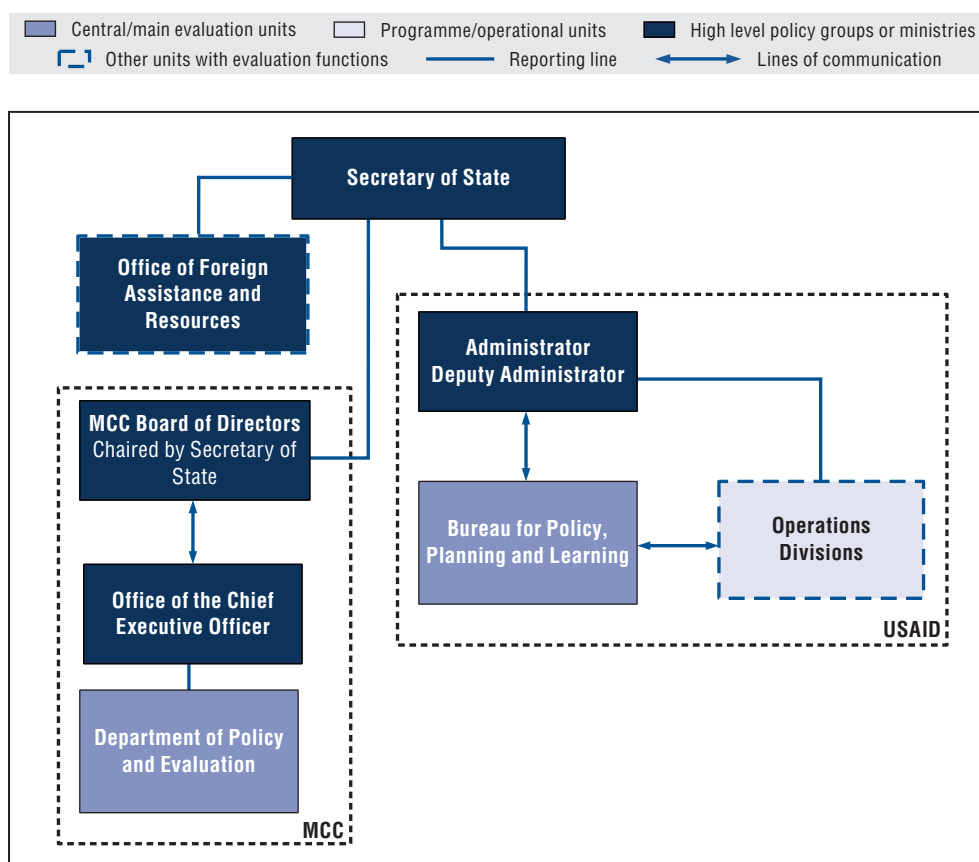 Central/main evaluation units
Programme/operational units
High level policy groups or ministries
Other units with evaluation functions
Reporting line
Lines of communication
Secretary of State
Office of Foreign
Assistance and
Resources
Administrator
Deputy Administrator
MCC Board of Directors
Chaired by Secretary of
State
Bureau for Policy,
Planning and Learning
Operations
Divisions
Office of the Chief
Executive Officer
USAID
Department of Policy
and Evaluation
MCC